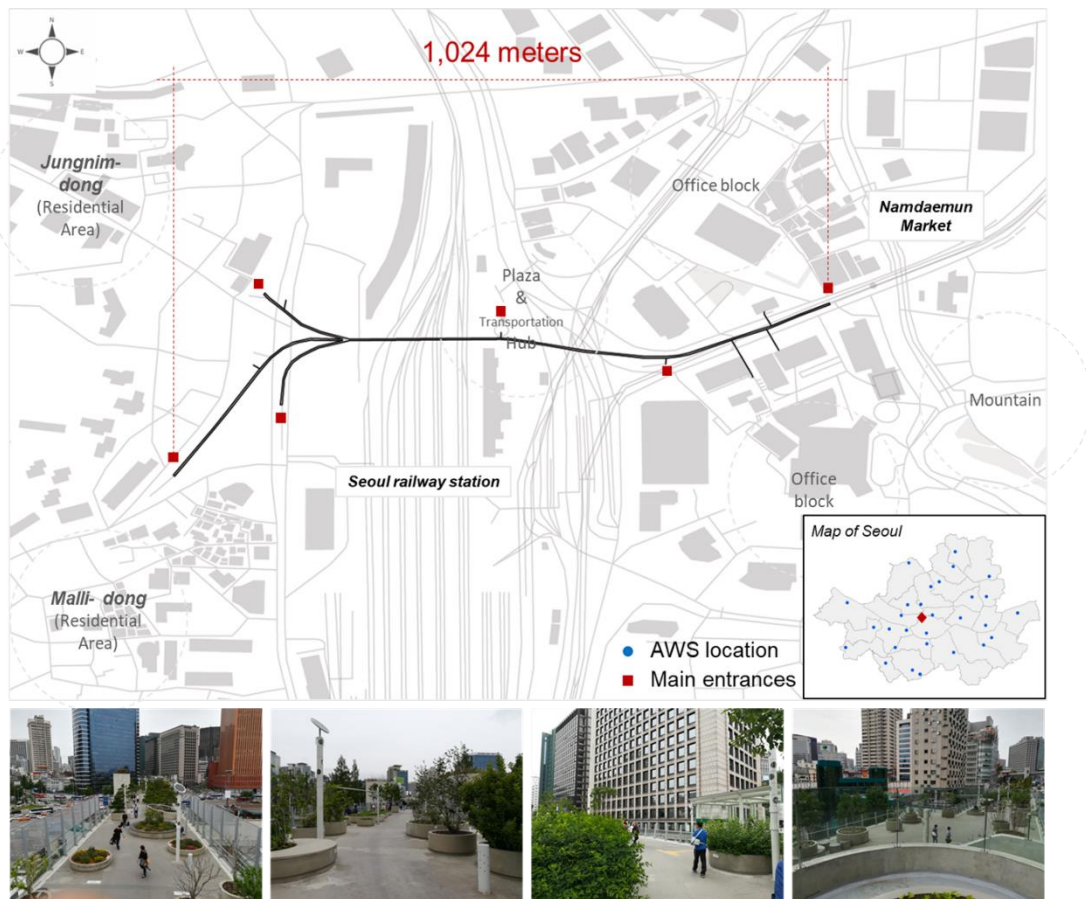 N
W E
S
1,024 meters
Jungnim-
dong
(Residential
Area)
Office block
Namdaemun
Market
Plaza
&
Transportation
Hub
Mountain
Seoul railway station
Office
block
Malli- dong
(Residential
Area)
Map of Seoul
AWS location
Main entrances